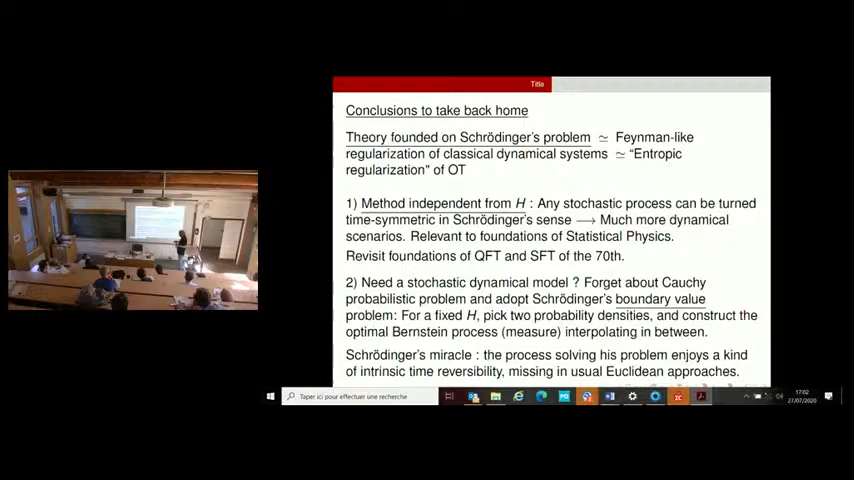 Title
Conclusions to take back home
Theory founded on Schrödinger's problem ≃ Feynman-like
regularization of classical dynamical systems ≃ "Entropic
regularization" of OT
1) Method independent from H : Any stochastic process can be turned
time-symmetric in Schrödinger's sense ⟶ Much more dynamical
scenarios. Relevant to foundations of Statistical Physics.
Revisit foundations of QFT and SFT of the 70th.
2) Need a stochastic dynamical model ? Forget about Cauchy
probabilistic problem and adopt Schrödinger's boundary value
problem: For a fixed H, pick two probability densities, and construct the
optimal Bernstein process (measure) interpolating in between.
Schrödinger's miracle : the process solving his problem enjoys a kind
of intrinsic time reversibility, missing in usual Euclidean approaches.
Taper ici pour effectuer une recherche
17:02
27/07/2020